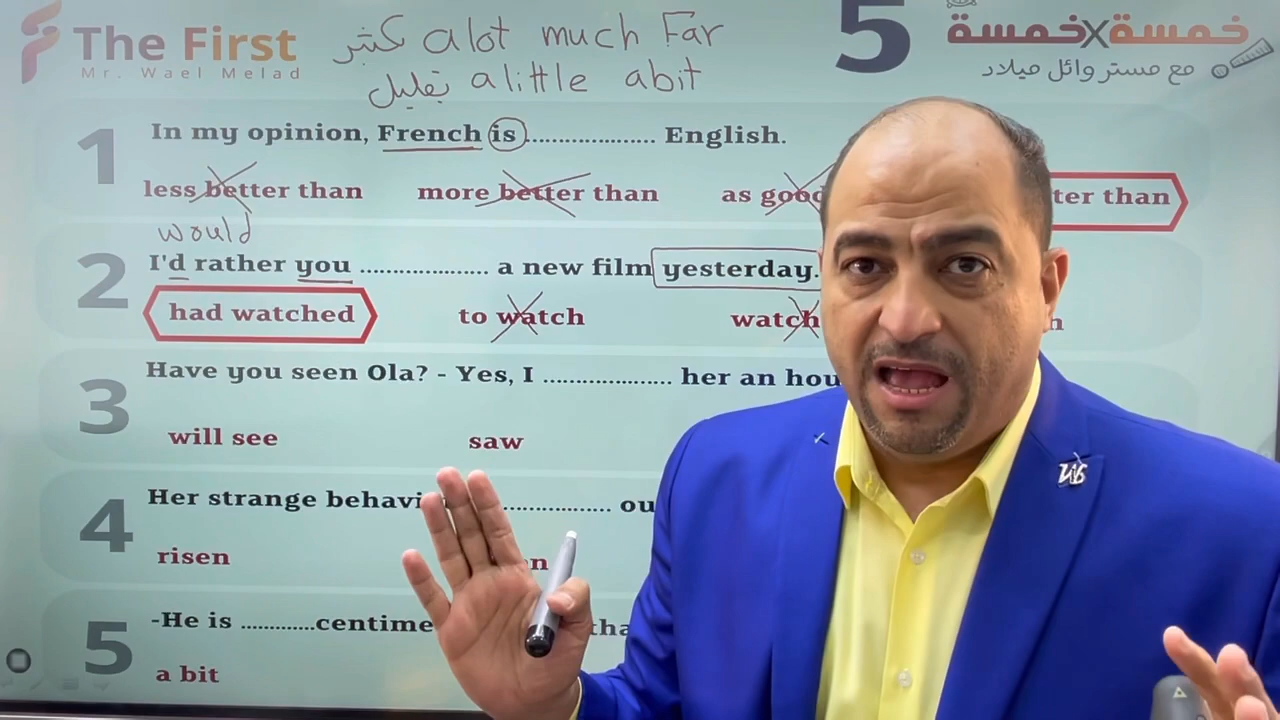 The First
Mr. Wael Melad
كتير a lot much Far
بقليل a little a bit
5 خمسةXخمسة
مع مستر وائل ميلاد
1 In my opinion, French is .................. English.
less better than more better than as good ter than
would
2 I'd rather you .................. a new film yesterday.
had watched to watch watch
3 Have you seen Ola? - Yes, I .................. her an hou
will see saw
4 Her strange behavi .............. ou
risen n
5 -He is ...........centime tha
a bit